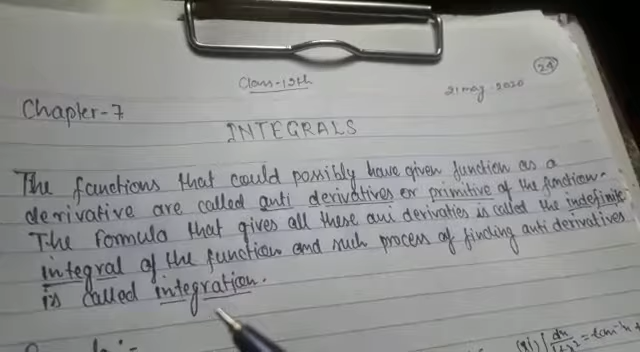 Class-12th
24
21 may 2020
Chapter-7
INTEGRALS
The functions that could possibly have given function as a
derivative are called anti derivatives or primitive of the function.
The formula that gives all these anti derivaties is called the indefinite
integral of the function and such process of finding anti derivatives
is called integration.